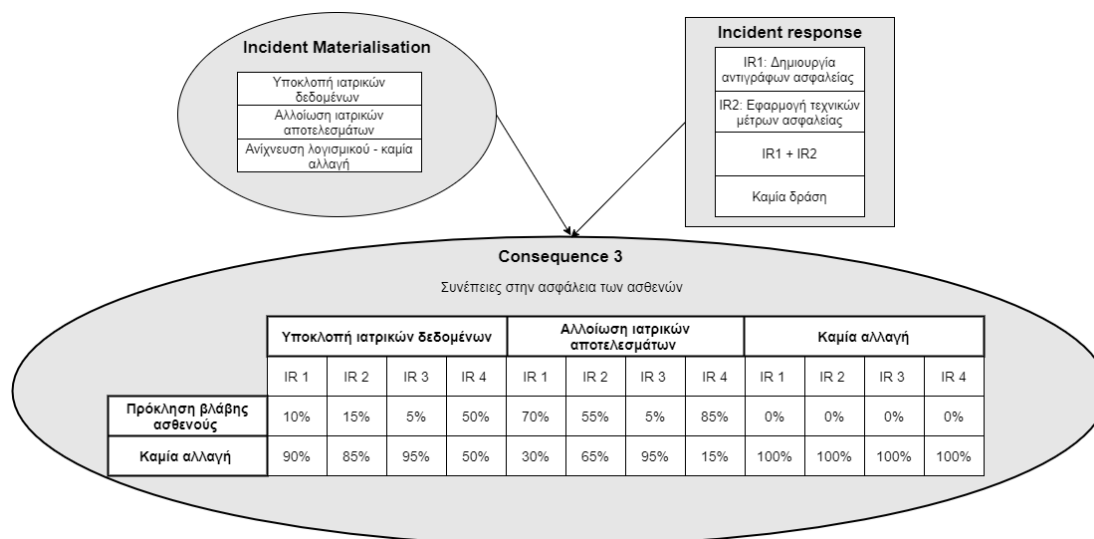 Incident Materialisation
Υποκλοπή ιατρικών
δεδομένων
Αλλοίωση ιατρικών
αποτελεσμάτων
Ανίχνευση λογισμικού - καμία
αλλαγή
Incident response
IR1: Δημιουργία
αντιγράφων ασφαλείας
IR2: Εφαρμογή τεχνικών
μέτρων ασφαλείας
IR1 + IR2
Καμία δράση
Consequence 3
Συνέπειες στην ασφάλεια των ασθενών
Υποκλοπή ιατρικών δεδομένων
Αλλοίωση ιατρικών
αποτελεσμάτων
Καμία αλλαγή
IR 1 IR 2 IR 3 IR 4 IR 1 IR 2 IR 3 IR 4 IR 1 IR 2 IR 3 IR 4
Πρόκληση βλάβης
ασθενούς
10% 15% 5% 50% 70% 55% 5% 85% 0% 0% 0% 0%
Καμία αλλαγή 90% 85% 95% 50% 30% 65% 95% 15% 100% 100% 100% 100%